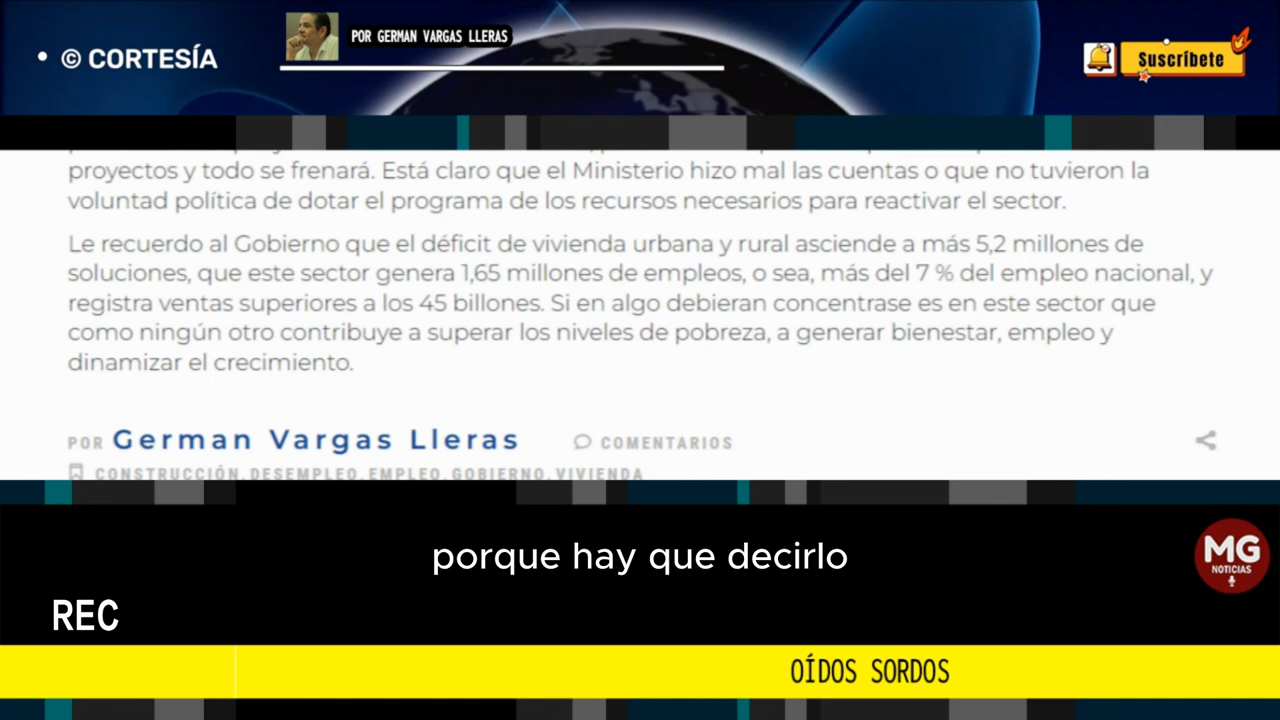 • © CORTESÍA
POR GERMAN VARGAS LLERAS
Suscríbete
proyectos y todo se frenará. Está claro que el Ministerio hizo mal las cuentas o que no tuvieron la
voluntad política de dotar el programa de los recursos necesarios para reactivar el sector.
Le recuerdo al Gobierno que el déficit de vivienda urbana y rural asciende a más 5,2 millones de
soluciones, que este sector genera 1,65 millones de empleos, o sea, más del 7 % del empleo nacional, y
registra ventas superiores a los 45 billones. Si en algo debieran concentrase es en este sector que
como ningún otro contribuye a superar los niveles de pobreza, a generar bienestar, empleo y
dinamizar el crecimiento.
POR German Vargas Lleras COMENTARIOS
CONSTRUCCIÓN, DESEMPLEO, EMPLEO, GOBIERNO, VIVIENDA
porque hay que decirlo
MG
NOTICIAS
REC
OÍDOS SORDOS